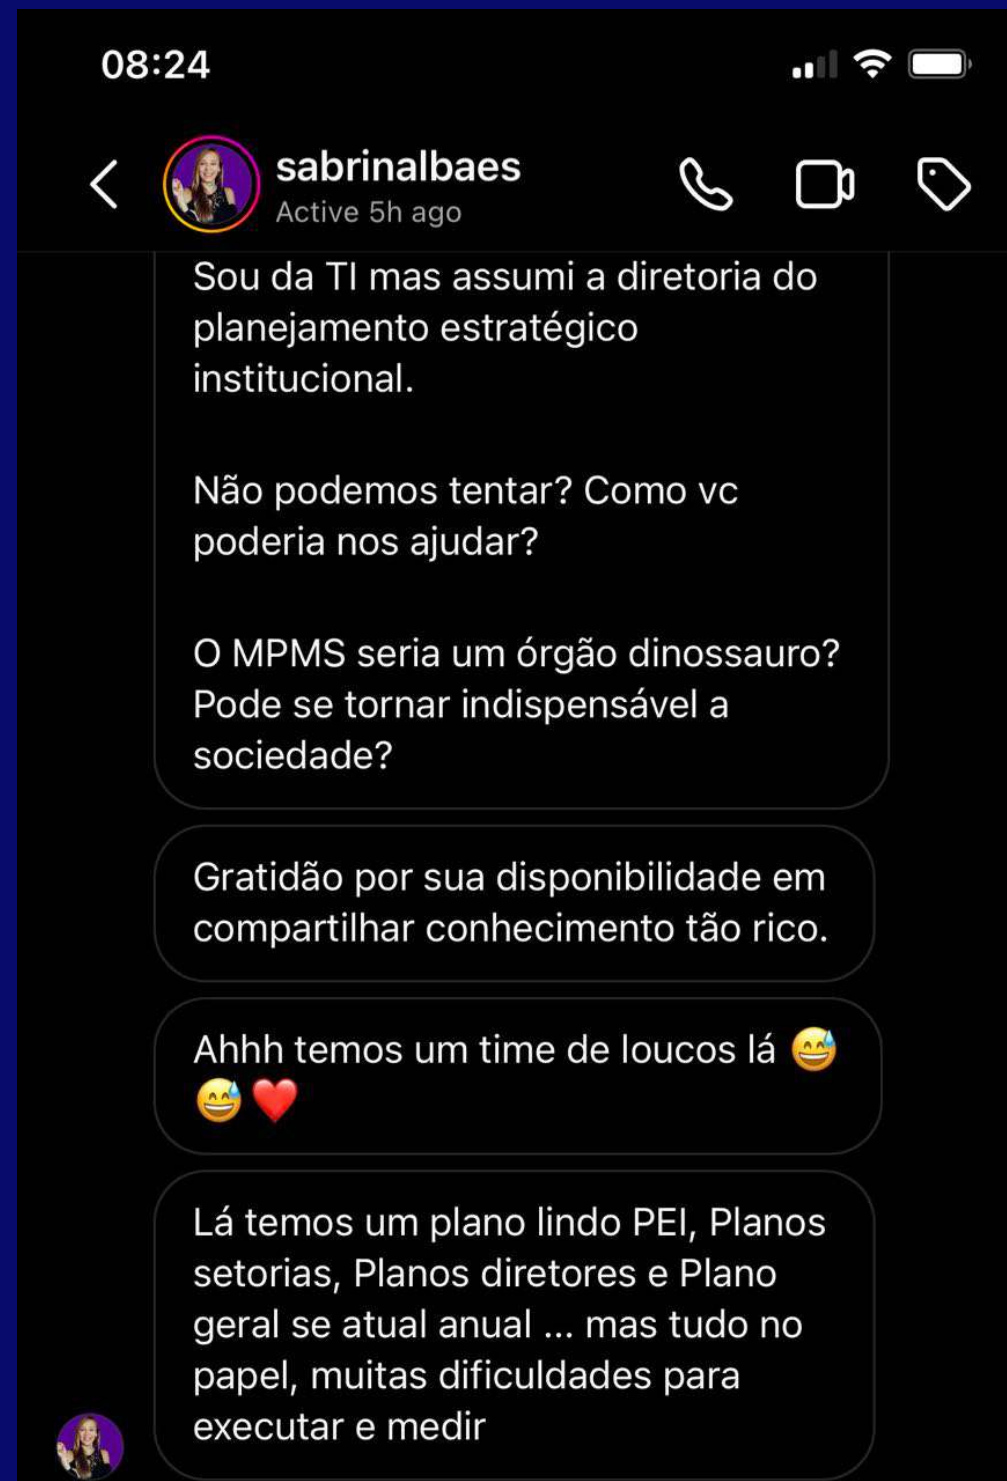 08:24
sabrinalbaes
Active 5h ago
Sou da TI mas assumi a diretoria do
planejamento estratégico
institucional.
Não podemos tentar? Como vc
poderia nos ajudar?
O MPMS seria um órgão dinossauro?
Pode se tornar indispensável a
sociedade?
Gratidão por sua disponibilidade em
compartilhar conhecimento tão rico.
Ahhh temos um time de loucos lá 😅
😅❤️
Lá temos um plano lindo PEI, Planos
setorias, Planos diretores e Plano
geral se atual anual ... mas tudo no
papel, muitas dificuldades para
executar e medir